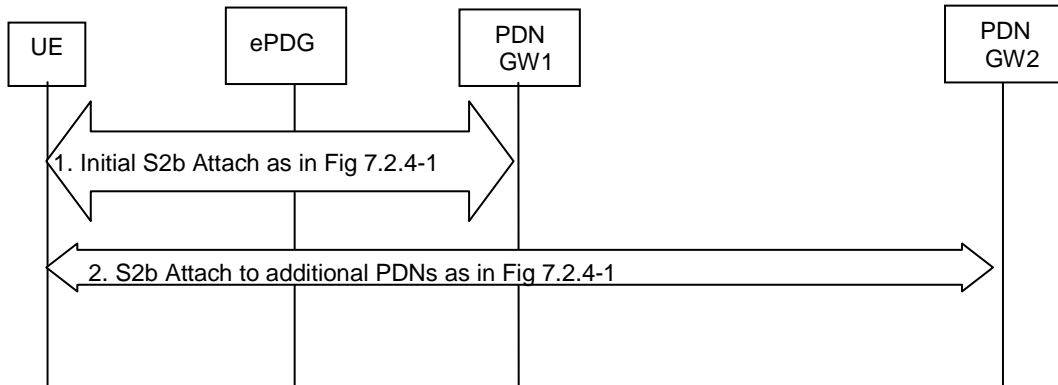 UE
ePDG
PDN
GW1
PDN
GW2
1. Initial S2b Attach as in Fig 7.2.4-1
2. S2b Attach to additional PDNs as in Fig 7.2.4-1